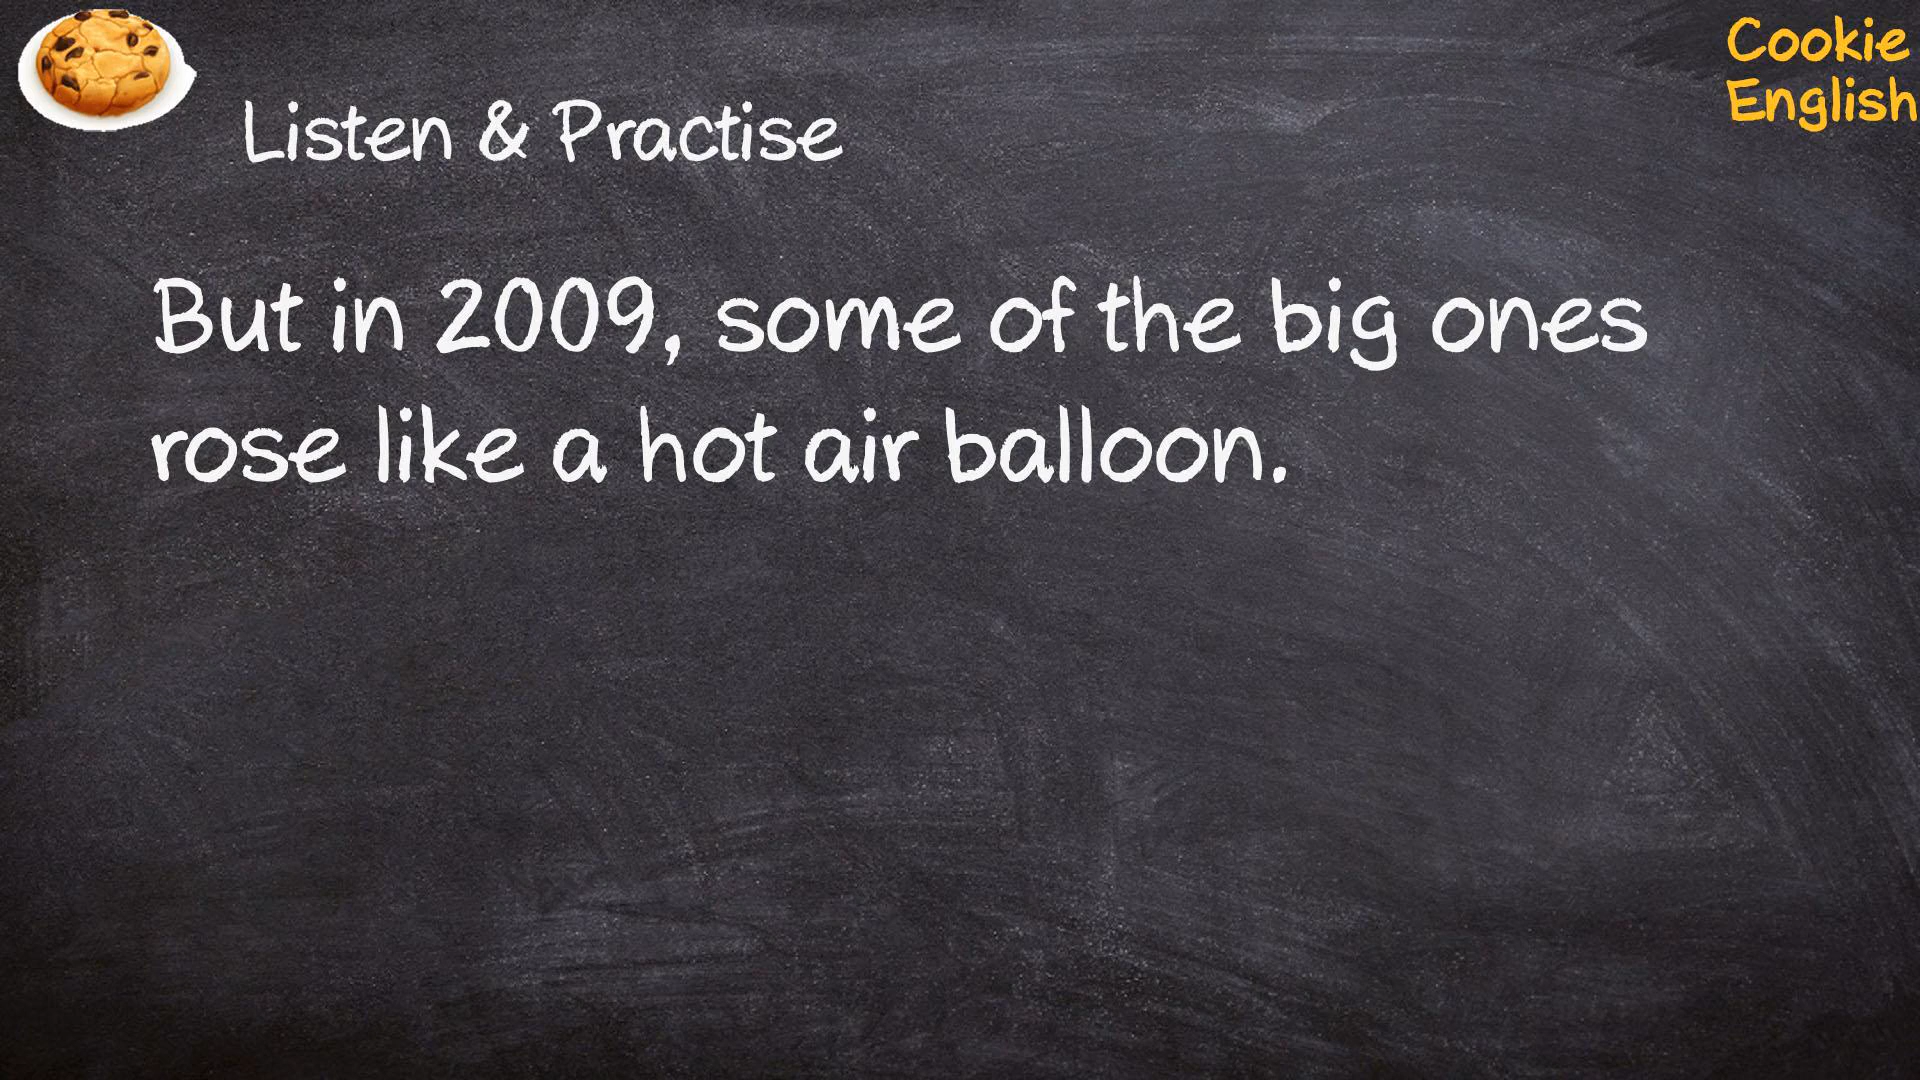 Cookie
English
Listen & Practise
But in 2009, some of the big ones
rose like a hot air balloon.